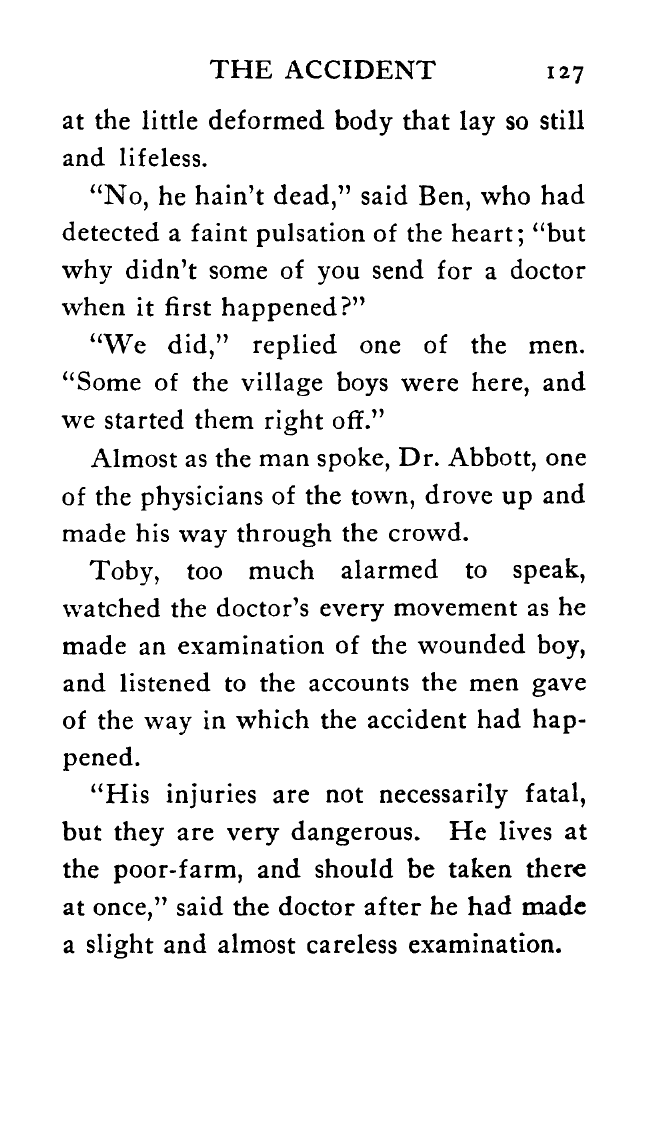 THE ACCIDENT 127
at the little deformed body that lay so still
and lifeless.
“No, he hain’t dead,” said Ben, who had
detected a faint pulsation of the heart; “but
why didn’t some of you send for a doctor
when it first happened?”
“We did,” replied one of the men.
“Some of the village boys were here, and
we started them right off.”
Almost as the man spoke, Dr. Abbott, one
of the physicians of the town, drove up and
made his way through the crowd.
Toby, too much alarmed to speak,
watched the doctor’s every movement as he
made an examination of the wounded boy,
and listened to the accounts the men gave
of the way in which the accident had hap-
pened.
“His injuries are not necessarily fatal,
but they are very dangerous. He lives at
the poor-farm, and should be taken there
at once,” said the doctor after he had made
a slight and almost careless examination.